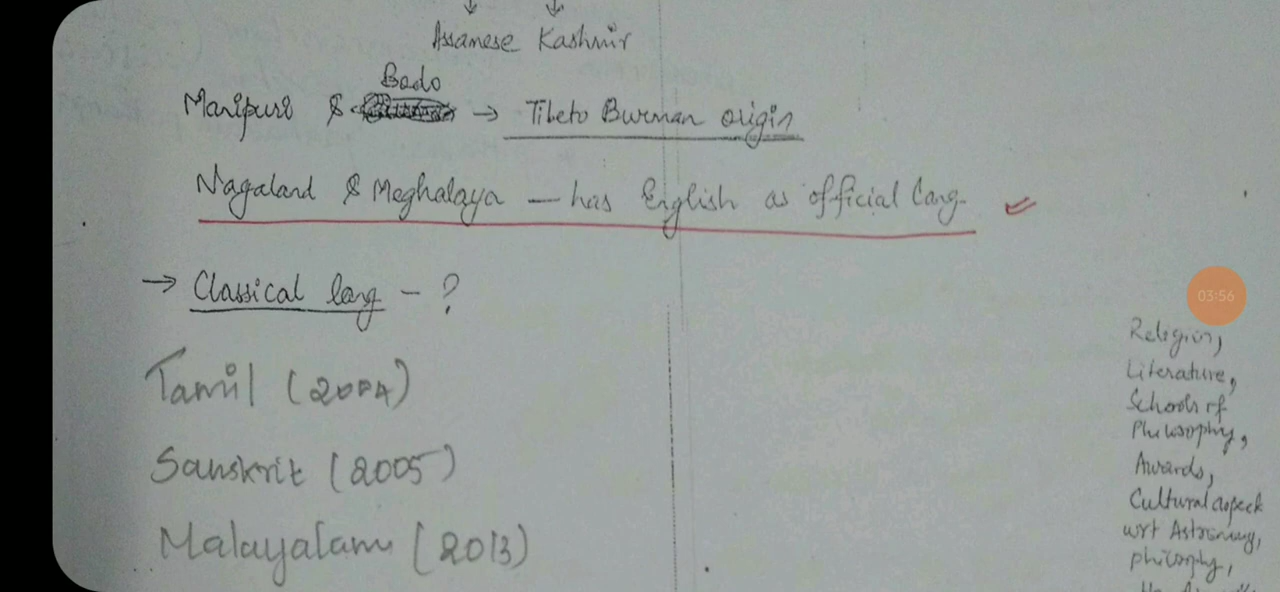 ↓ ↓
Assamese Kashmir
Bodo
Manipuri & → Tibeto Burman origin
Nagaland & Meghalaya — has English as official lang.
→ Classical lang - ?
Tamil (2004)
Sanskrit (2005)
Malayalam (2013)
03:56
Religion,
Literature,
Schools of
Philosophy,
Awards,
Cultural aspeck
wrt Astronomy,
philosophy,